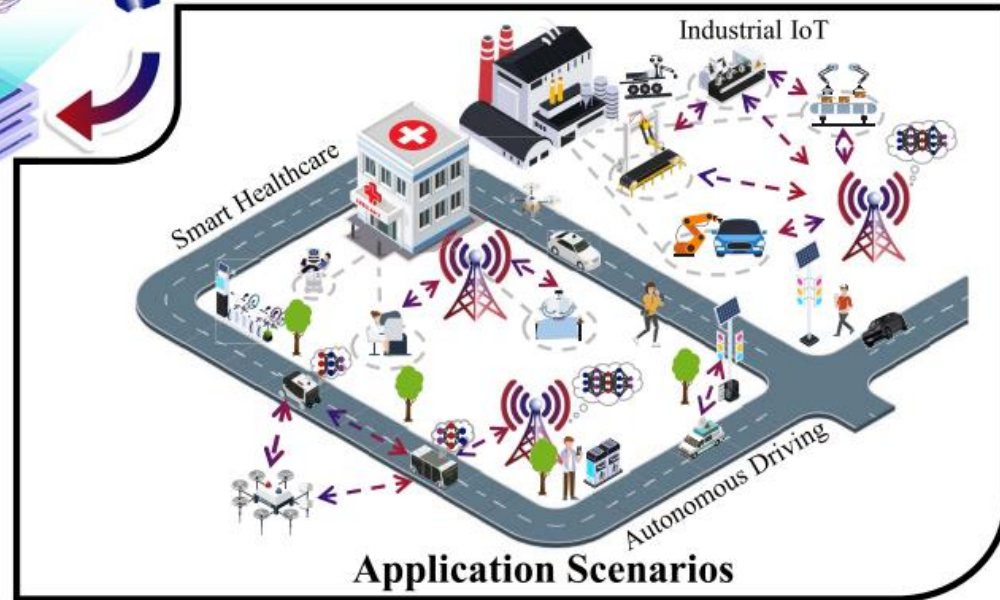 Industrial IoT
Smart Healthcare
Autonomous Driving
Application Scenarios